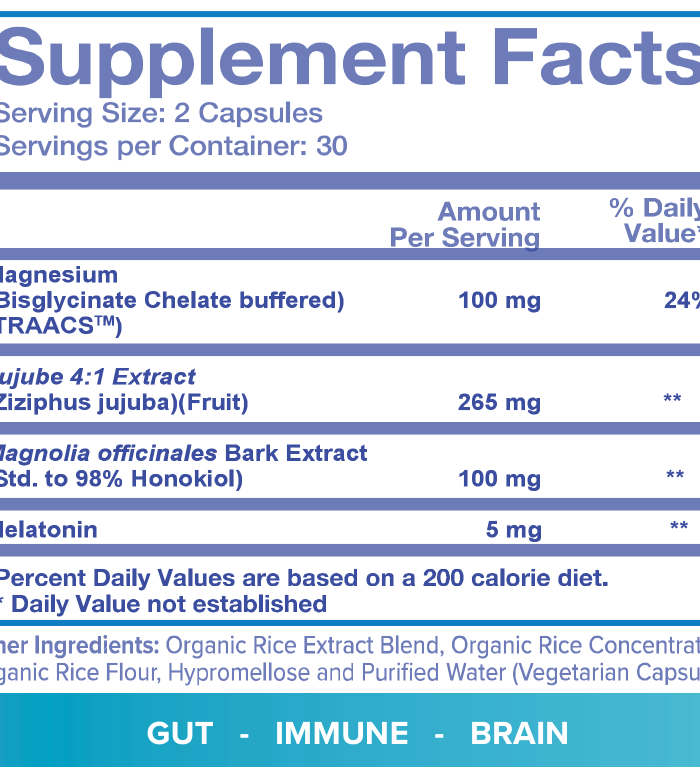 Supplement Facts
Serving Size: 2 Capsules
Servings per Container: 30
Amount
Per Serving
% Daily
Value*
Magnesium
(Bisglycinate Chelate buffered)
TRAACS™)
100 mg
24%
Jujube 4:1 Extract
(Ziziphus jujuba)(Fruit)
265 mg
**
Magnolia officinales Bark Extract
(Std. to 98% Honokiol)
100 mg
**
Melatonin
5 mg
**
Percent Daily Values are based on a 200 calorie diet.
* Daily Value not established
her Ingredients: Organic Rice Extract Blend, Organic Rice Concentrat
ganic Rice Flour, Hypromellose and Purified Water (Vegetarian Capsu
GUT - IMMUNE - BRAIN